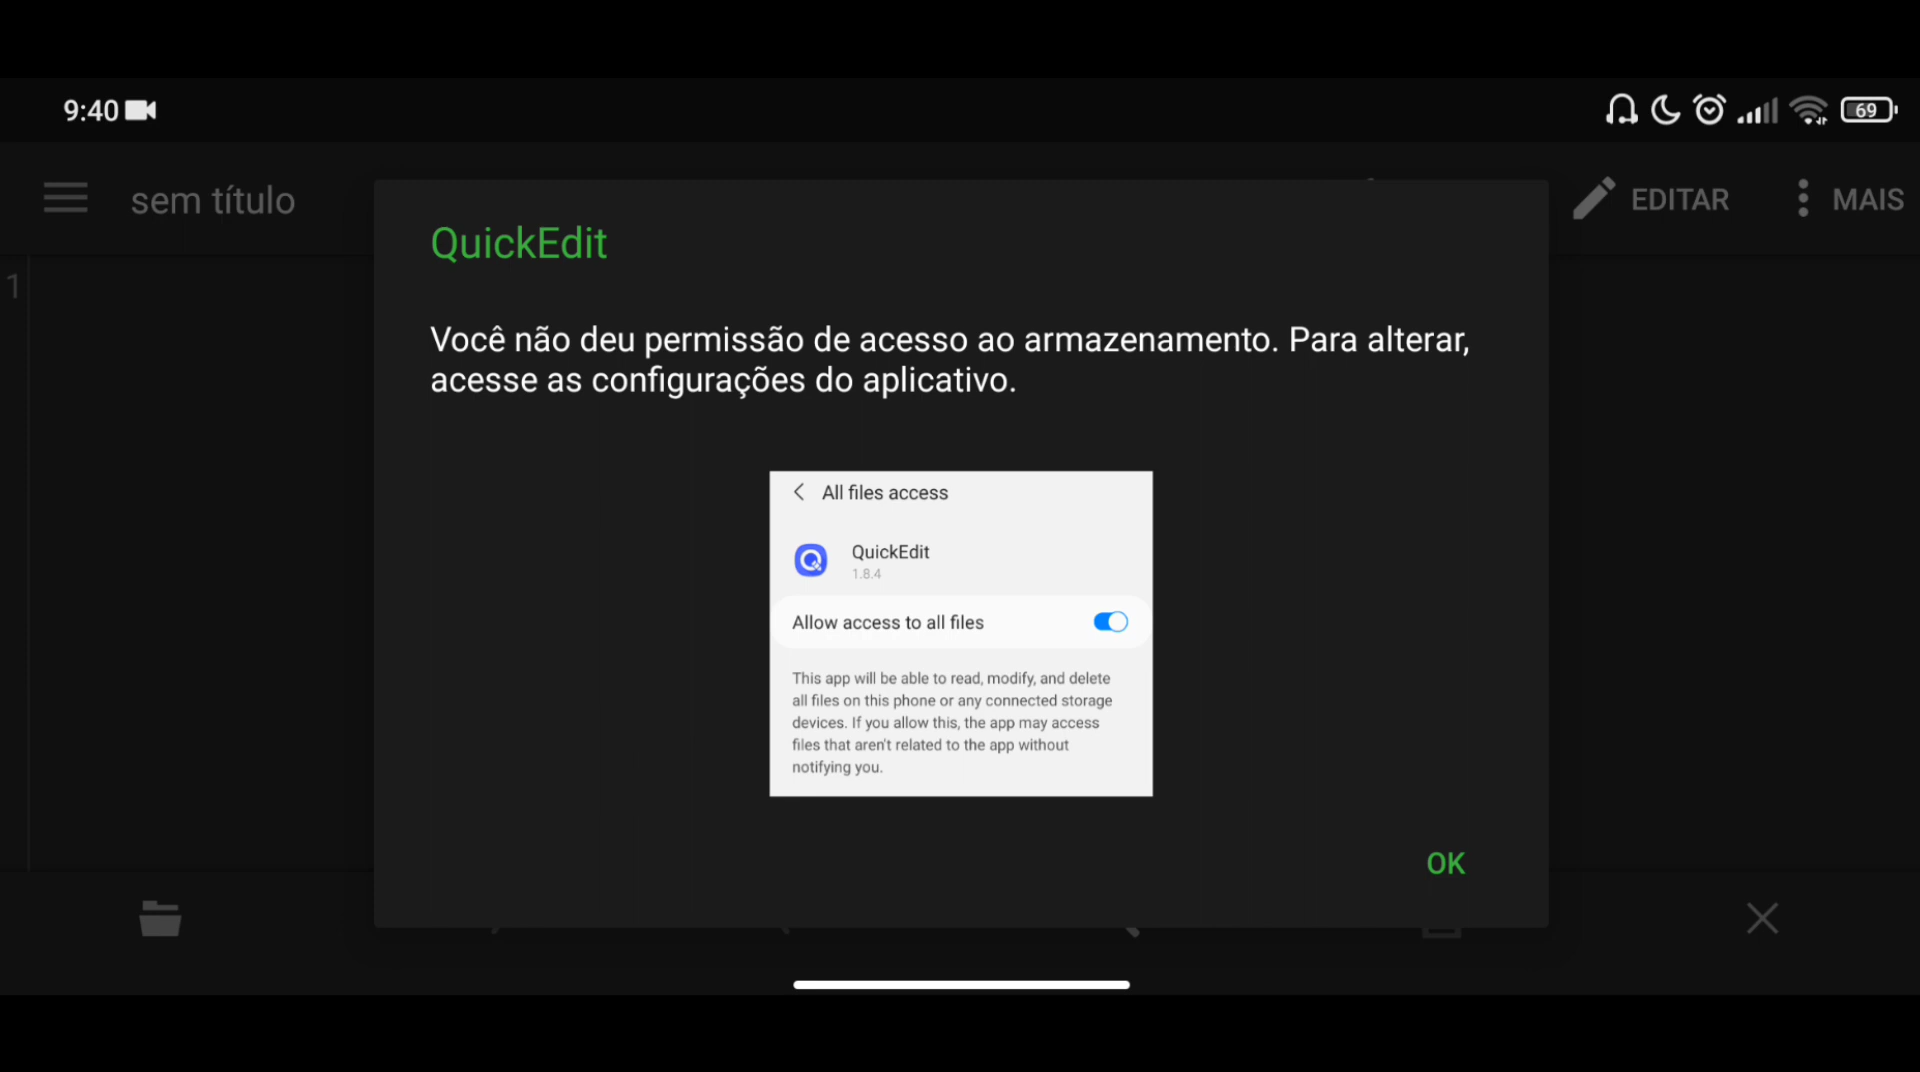 9:40
69
sem título
EDITAR
MAIS
1
QuickEdit
Você não deu permissão de acesso ao armazenamento. Para alterar,
acesse as configurações do aplicativo.
All files access
QuickEdit
1.8.4
Allow access to all files
This app will be able to read, modify, and delete
all files on this phone or any connected storage
devices. If you allow this, the app may access
files that aren't related to the app without
notifying you.
OK